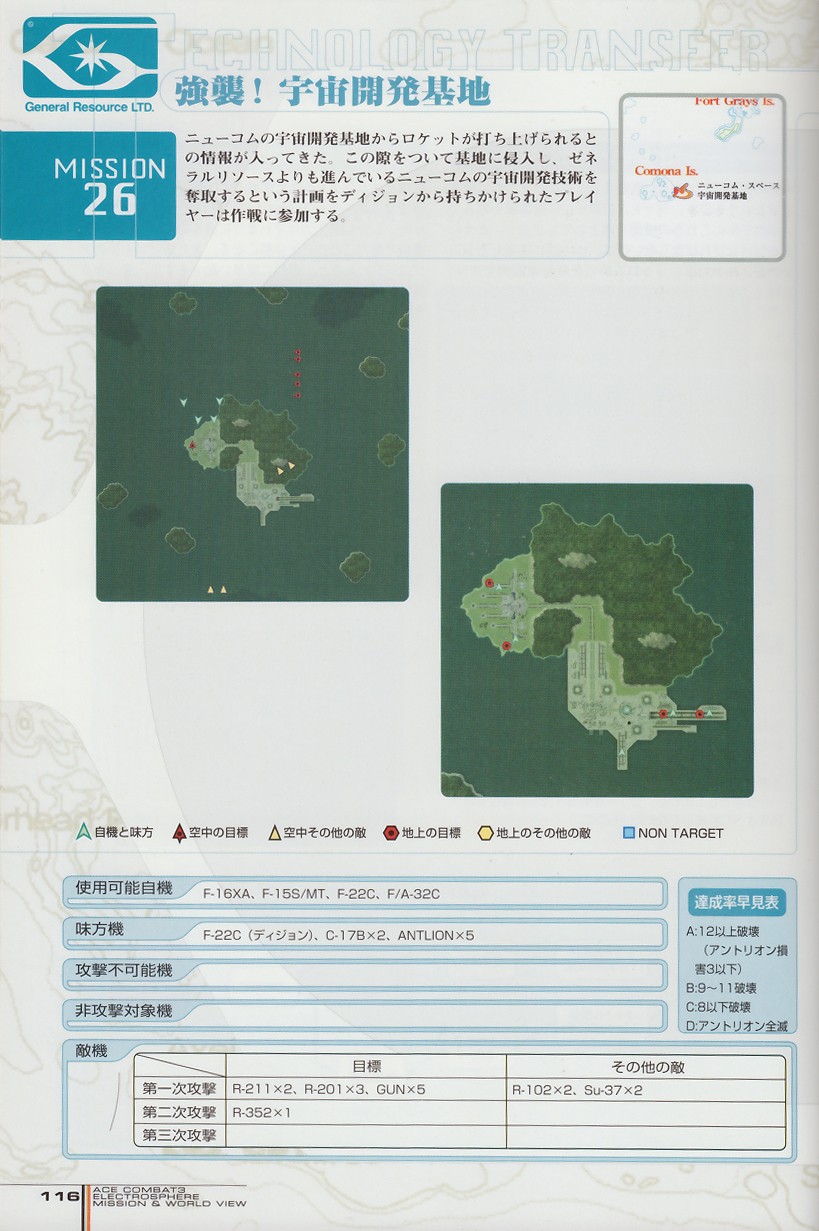 TECHNOLOGY TRANSFER
General Resource LTD.
強襲！宇宙開発基地
MISSION
26
ニューコムの宇宙開発基地からロケットが打ち上げられると
の情報が入ってきた。この隙をついて基地に侵入し、ゼネ
ラルリソースよりも進んでいるニューコムの宇宙開発技術を
奪取するという計画をディジョンから持ちかけられたプレイ
ヤーは作戦に参加する。
Fort Grays Is.
Comona Is.
ニューコム・スペース
宇宙開発基地
自機と味方 空中の目標 空中その他の敵 地上の目標 地上のその他の敵 NON TARGET
使用可能自機 F-16XA、F-15S/MT、F-22C、F/A-32C
味方機 F-22C（ディジョン）、C-17B×2、ANTLION×5
攻撃不可能機
非攻撃対象機
達成率早見表
A:12以上破壊
（アントリオン損
害3以下）
B:9〜11破壊
C:8以下破壊
D:アントリオン全滅
敵機
目標 その他の敵
第一次攻撃 R-211×2、R-201×3、GUN×5 R-102×2、Su-37×2
第二次攻撃 R-352×1
第三次攻撃
116
ACE COMBAT3
ELECTROSPHERE
MISSION & WORLD VIEW